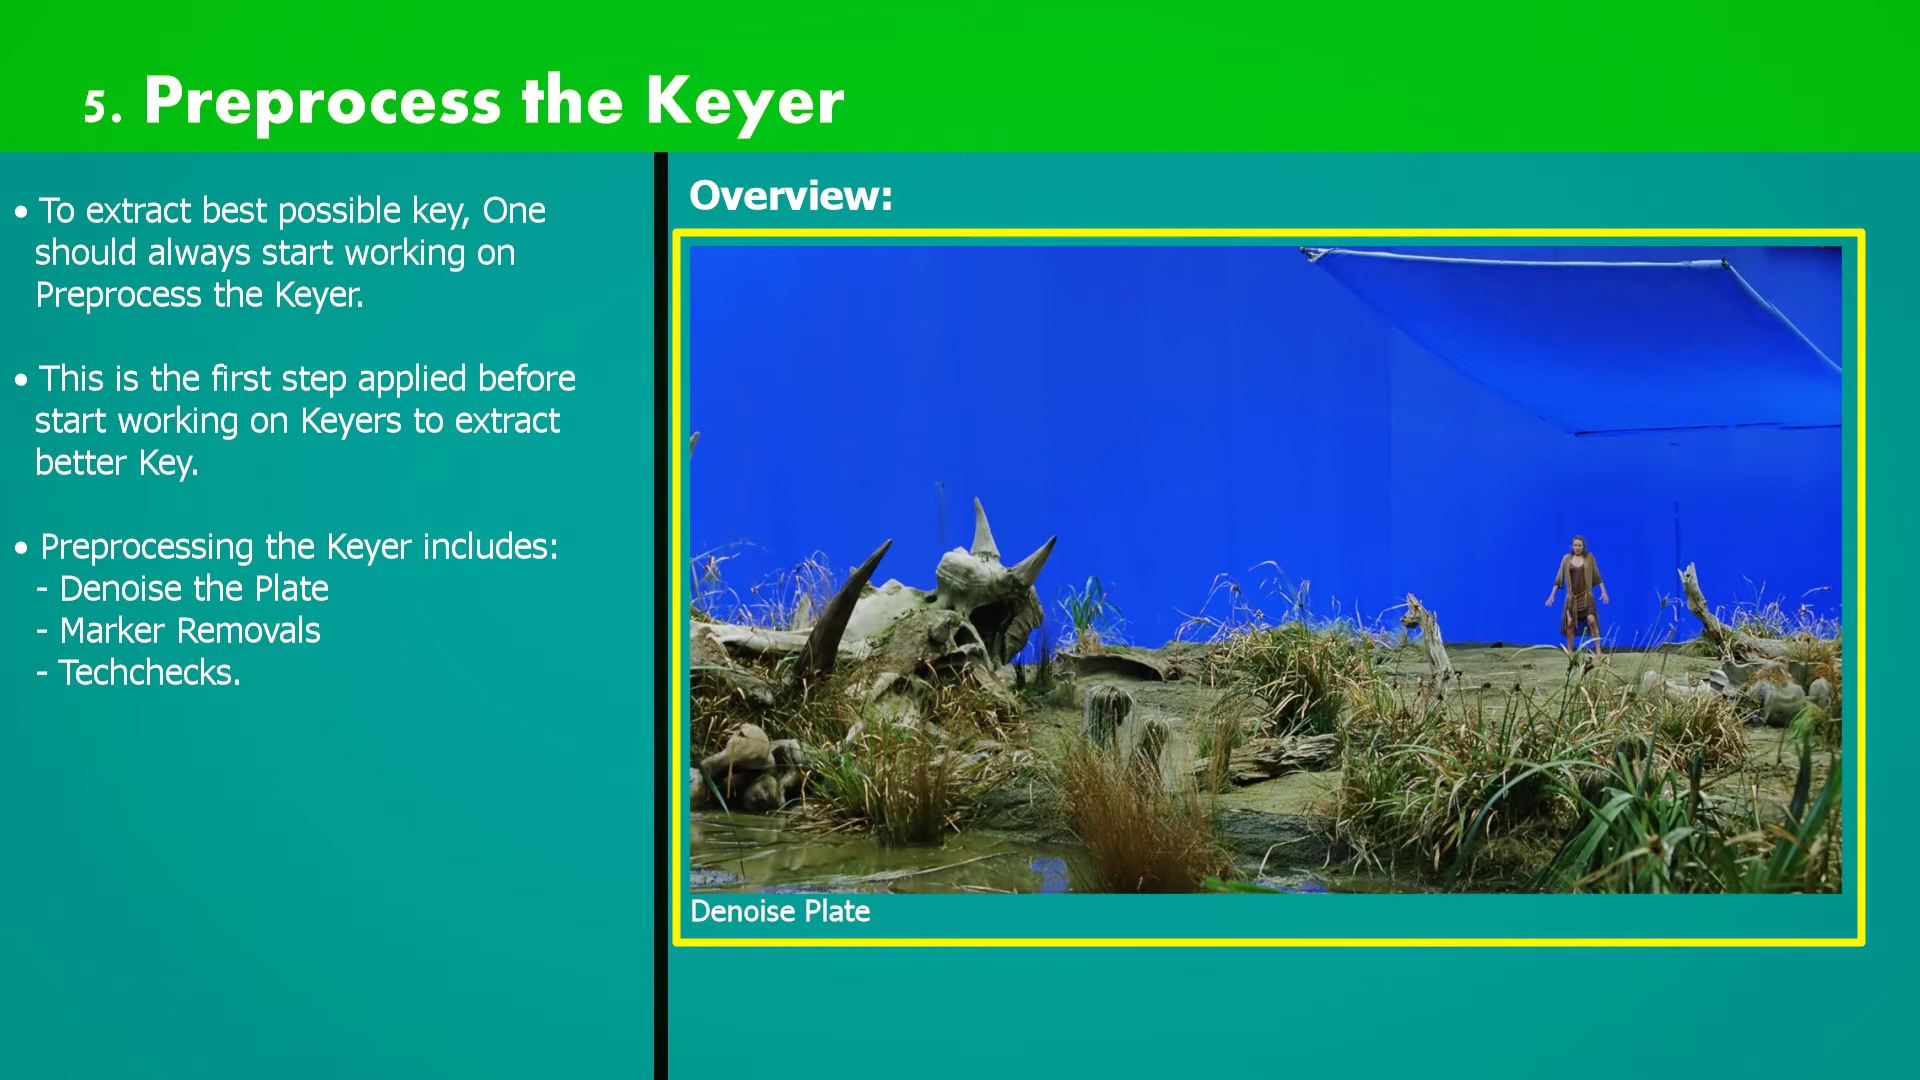 5. Preprocess the Keyer
• To extract best possible key, One
should always start working on
Preprocess the Keyer.
• This is the first step applied before
start working on Keyers to extract
better Key.
• Preprocessing the Keyer includes:
- Denoise the Plate
- Marker Removals
- Techchecks.
Overview:
Denoise Plate